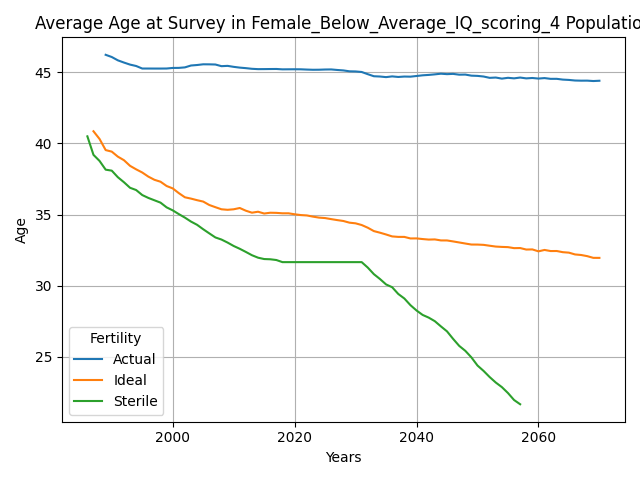 Average Age at Survey in Female_Below_Average_IQ_scoring_4 Populatio
45
40
35
30
25
Age
Fertility
Actual
Ideal
Sterile
2000
2020
2040
2060
Years